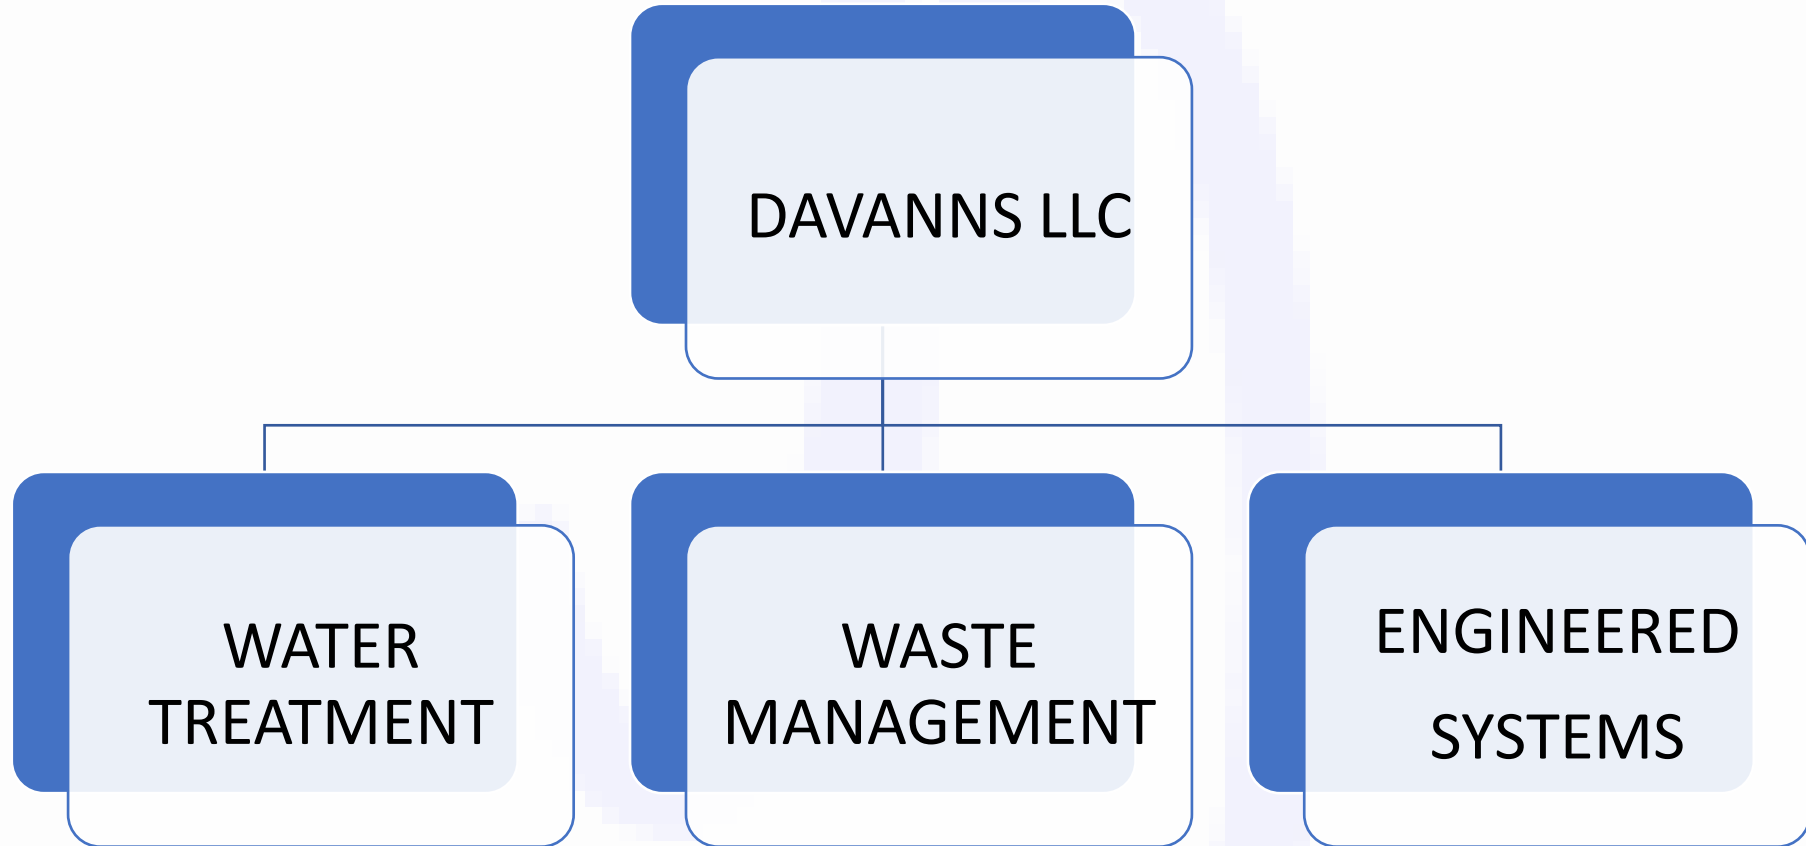 DAVANNS LLC
WATER
TREATMENT
WASTE
MANAGEMENT
ENGINEERED
SYSTEMS